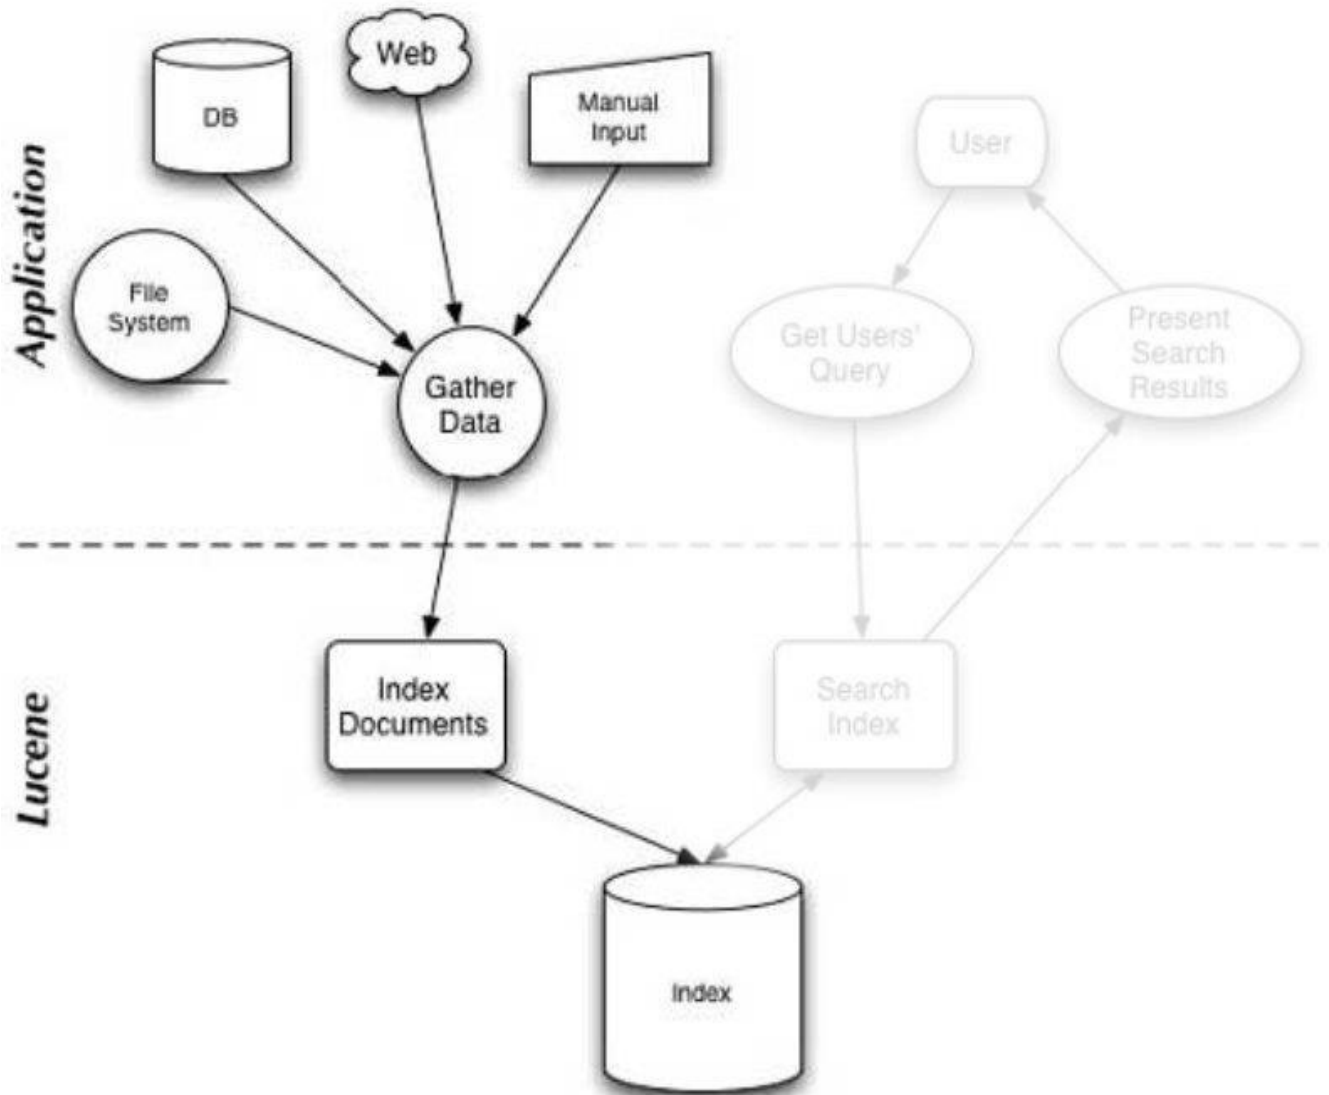 Web
DB
Manual
Input
User
Application
File
System
Get Users'
Query
Present
Search
Results
Gather
Data
Lucene
Index
Documents
Search
Index
Index